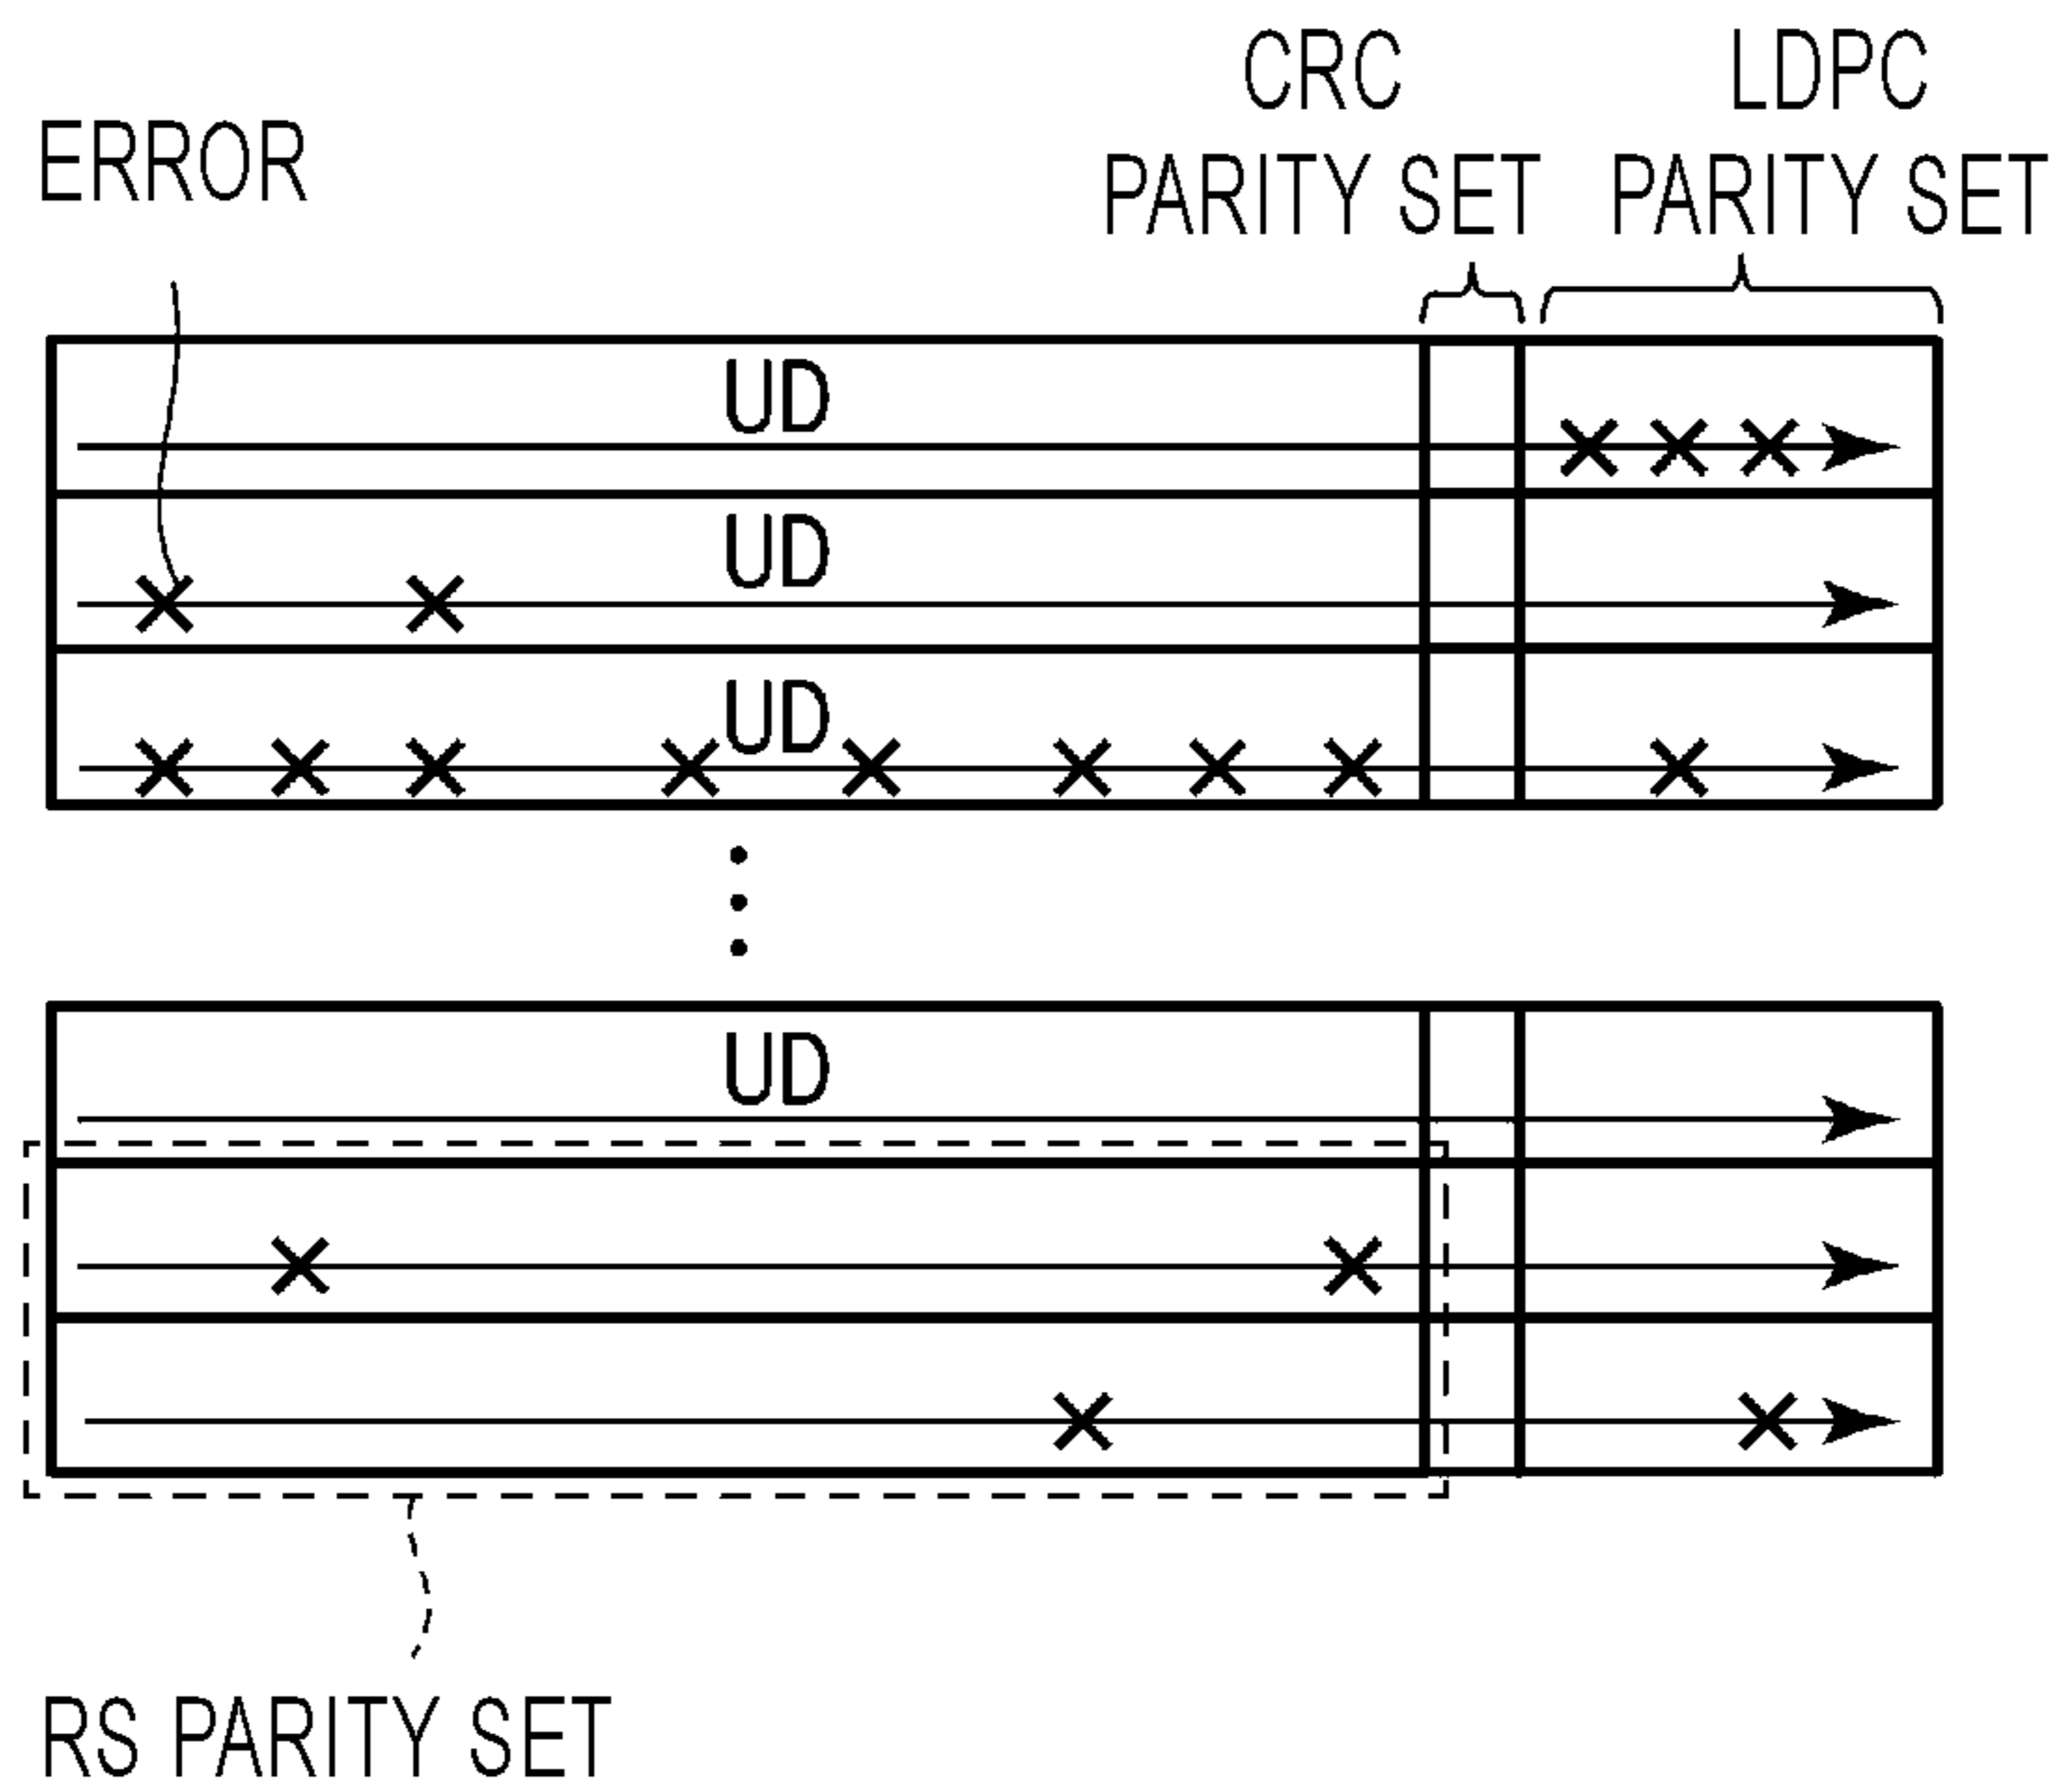 CRC
PARITY SET
LDPC
PARITY SET
ERROR
UD
UD
UD
UD
RS PARITY SET